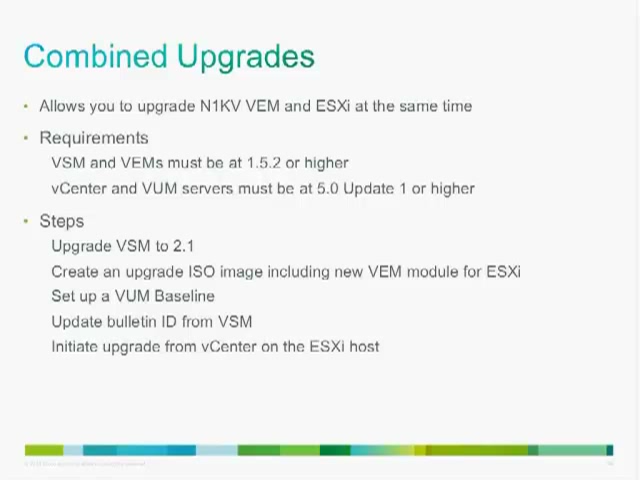 Combined Upgrades
• Allows you to upgrade N1KV VEM and ESXi at the same time
• Requirements
VSM and VEMs must be at 1.5.2 or higher
vCenter and VUM servers must be at 5.0 Update 1 or higher
• Steps
Upgrade VSM to 2.1
Create an upgrade ISO image including new VEM module for ESXi
Set up a VUM Baseline
Update bulletin ID from VSM
Initiate upgrade from vCenter on the ESXi host